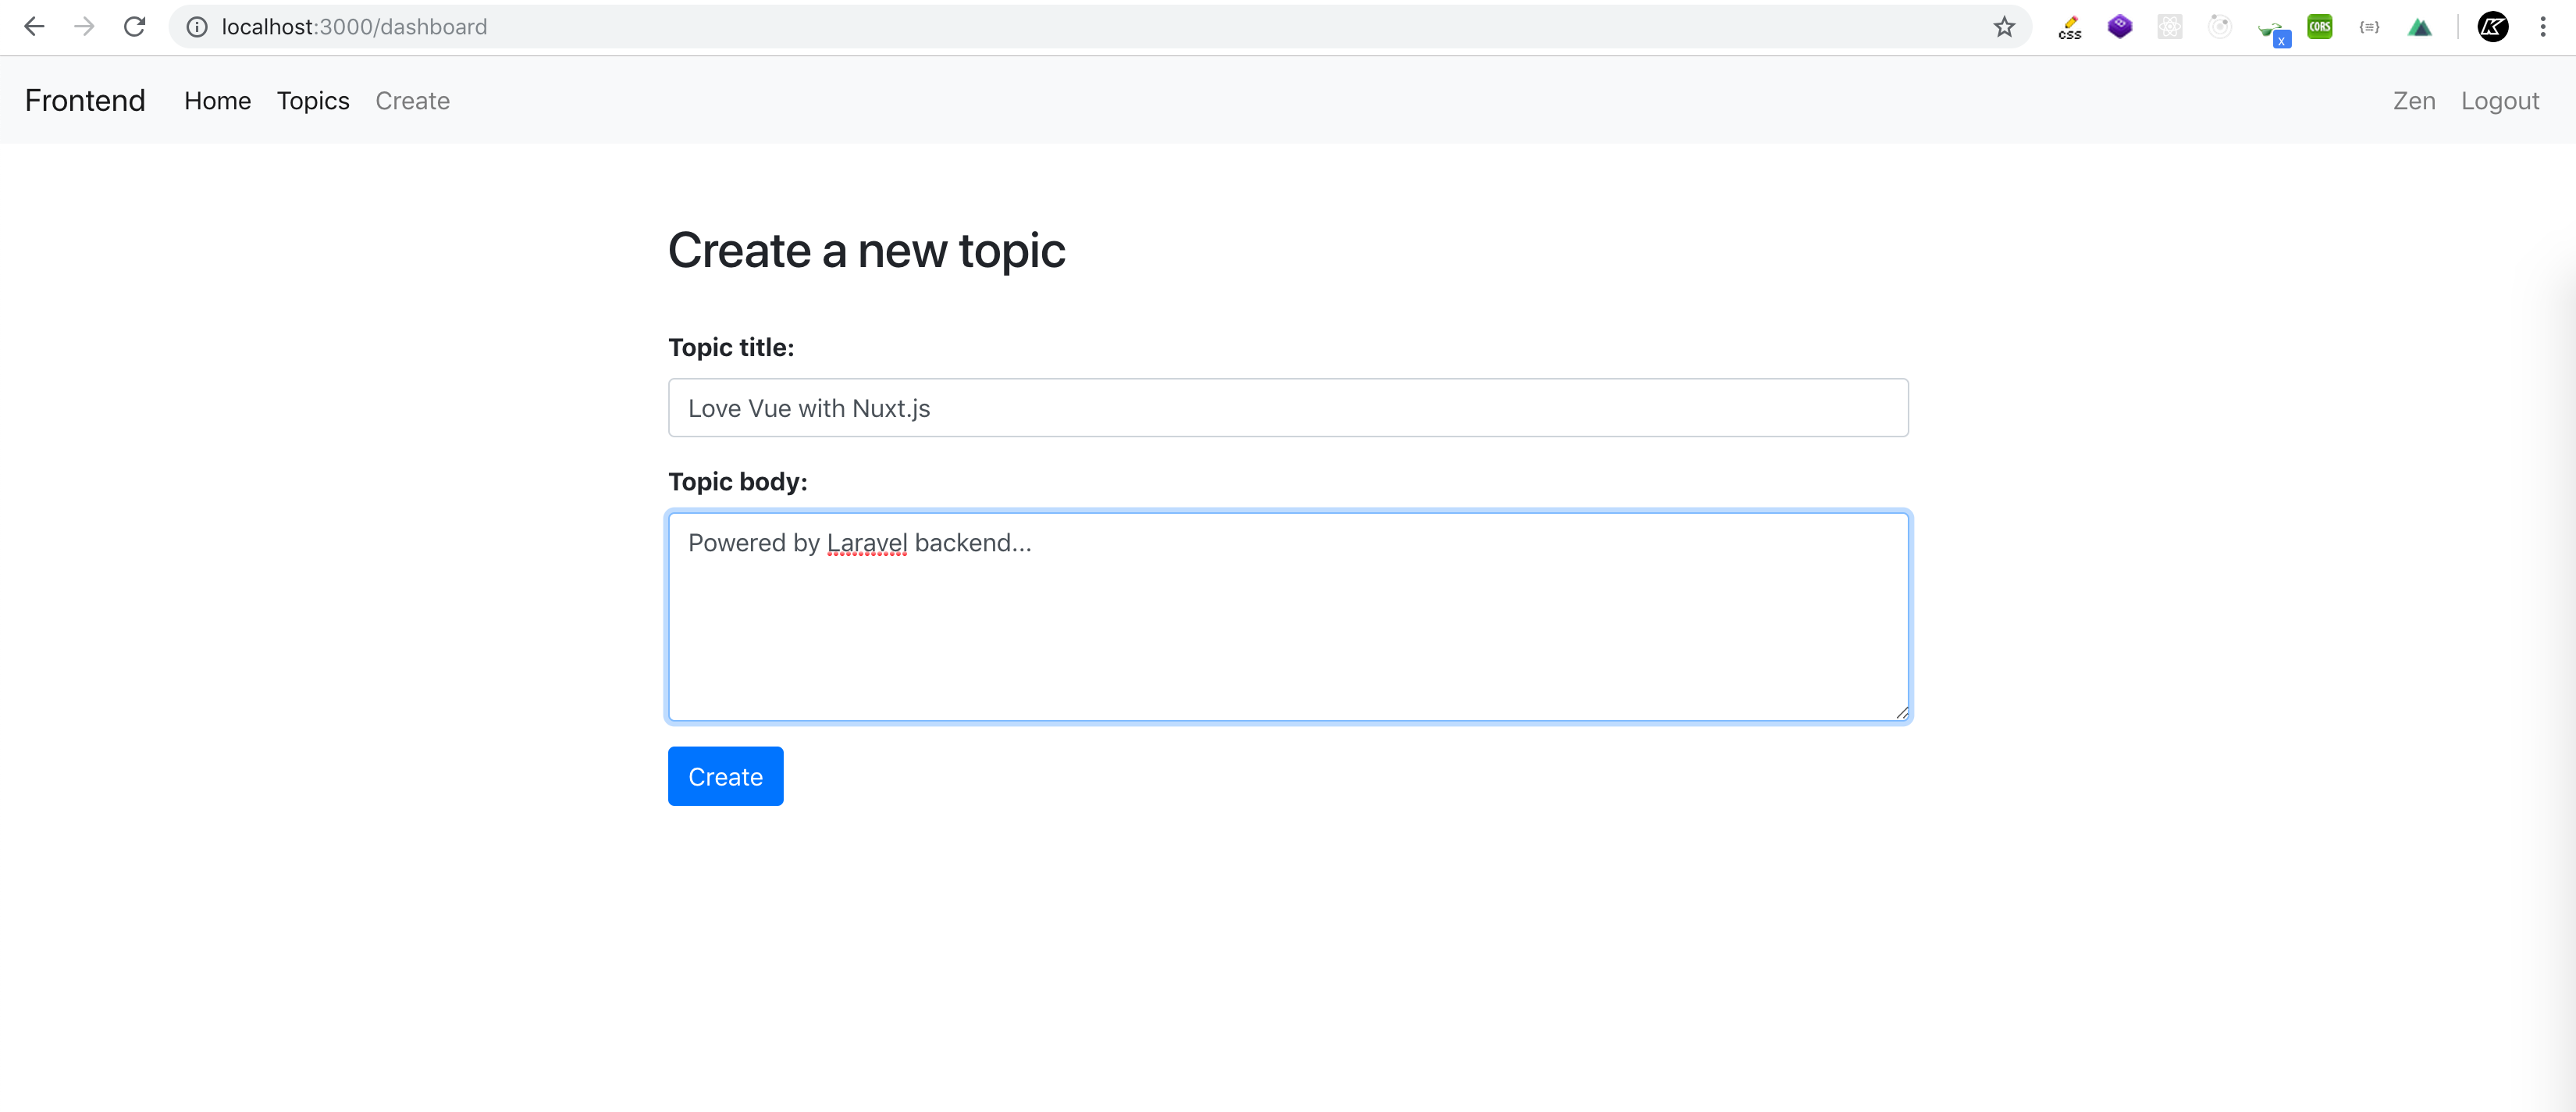 localhost:3000/dashboard
css
x
CORS
{≡}
K
Frontend Home Topics Create Zen Logout
Create a new topic
Topic title:
Love Vue with Nuxt.js
Topic body:
Powered by Laravel backend...
Create